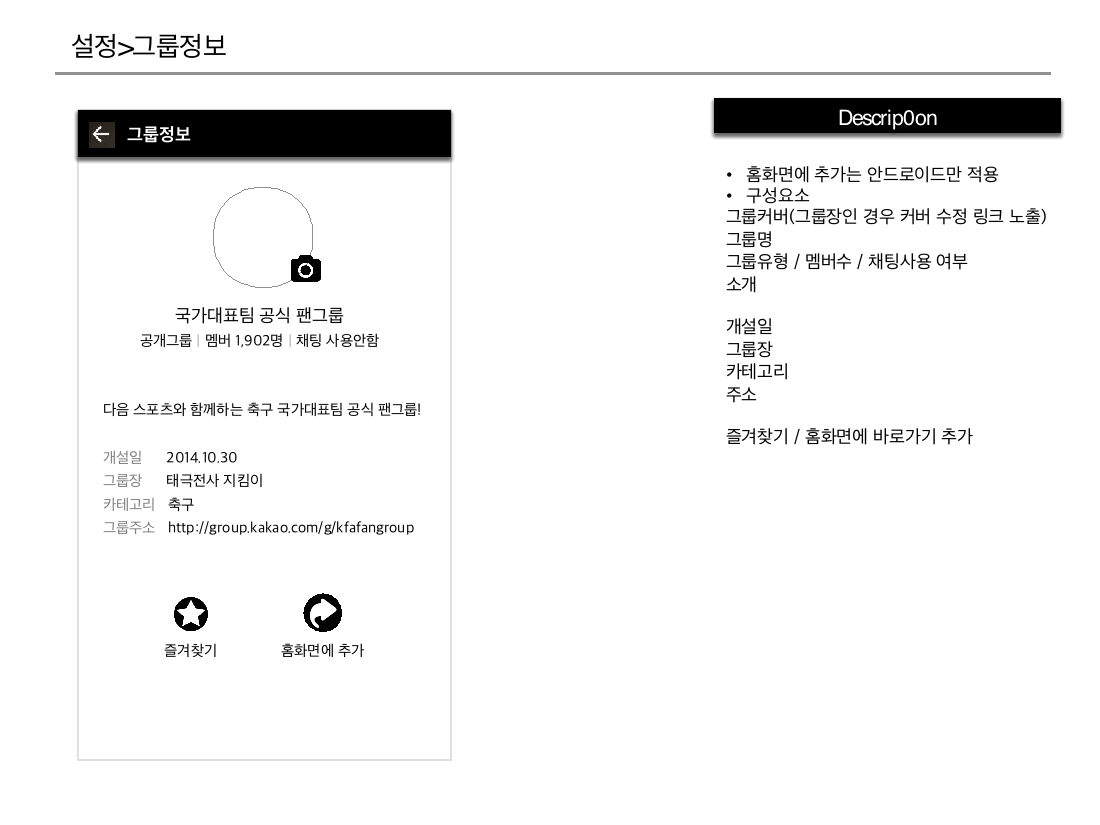 설정>그룹정보
그룹정보
국가대표팀 공식 팬그룹
공개그룹 | 멤버 1,902명 | 채팅 사용안함
다음 스포츠와 함께하는 축구 국가대표팀 공식 팬그룹!
개설일 2014.10.30
그룹장 태극전사 지킴이
카테고리 축구
그룹주소 http://group.kakao.com/g/kfafangroup
즐겨찾기 홈화면에 추가
Descrip0on
• 홈화면에 추가는 안드로이드만 적용
• 구성요소
그룹커버(그룹장인 경우 커버 수정 링크 노출)
그룹명
그룹유형 / 멤버수 / 채팅사용 여부
소개
개설일
그룹장
카테고리
주소
즐겨찾기 / 홈화면에 바로가기 추가